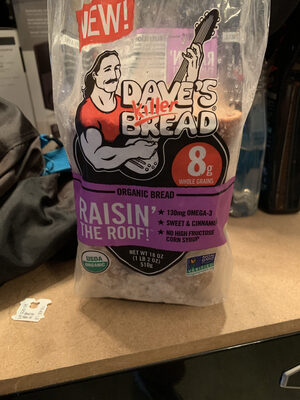 NEW!
DAVE'S
killer
BREAD
8g
WHOLE GRAINS
ORGANIC BREAD
RAISIN'
THE ROOF!
• 130mg OMEGA-3
• SWEET & CINNAMONY
• NO HIGH FRUCTOSE
CORN SYRUP
USDA
ORGANIC
NET WT 18 OZ
(1 LB 2 OZ)
510g